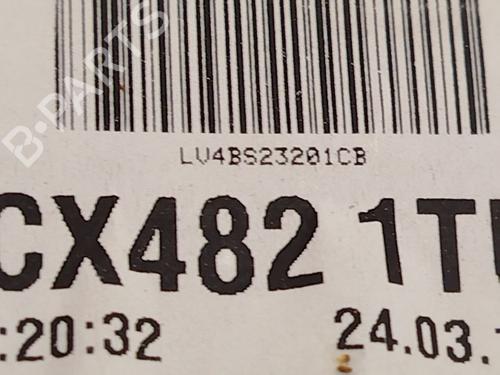 B-PARTS
LV4BS23201CB
CX482 1T
:20:32 24.03.